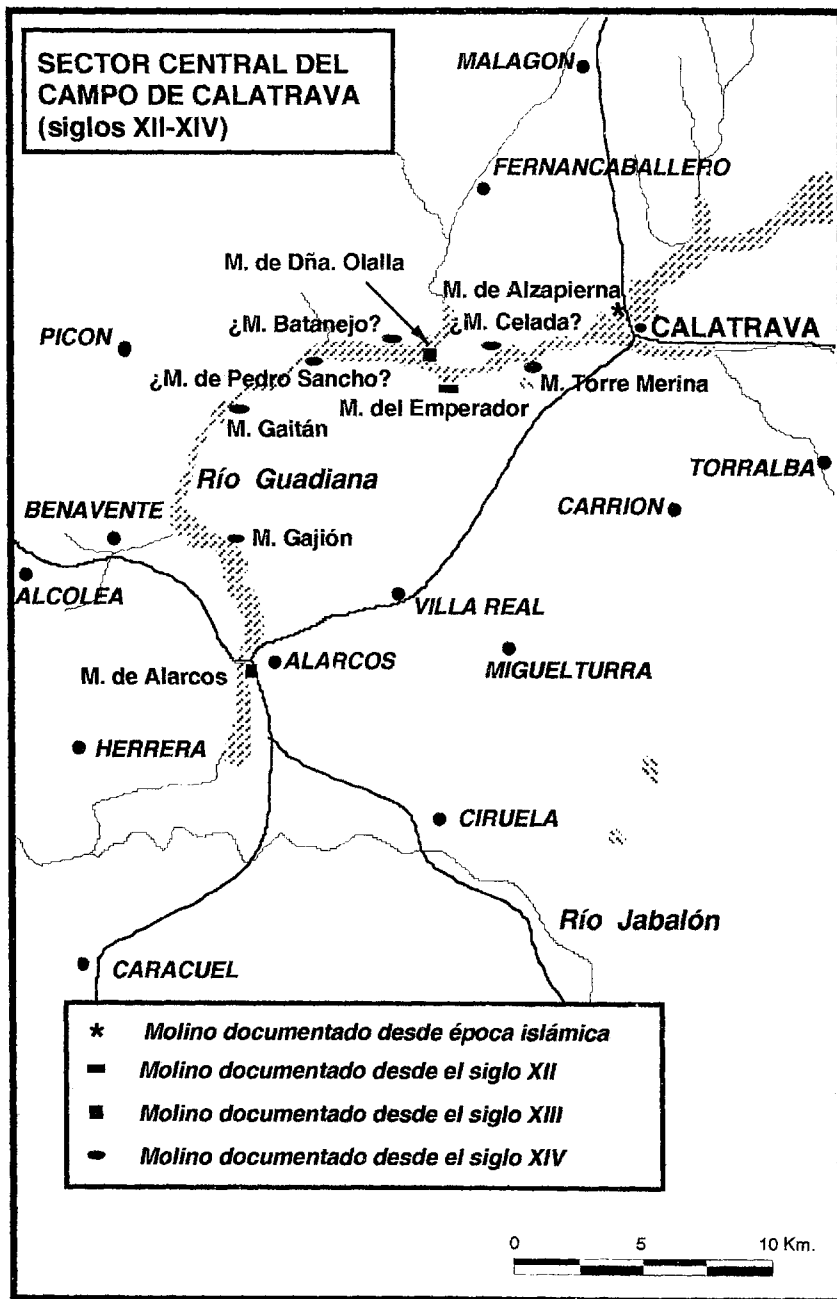 SECTOR CENTRAL DEL
CAMPO DE CALATRAVA
(siglos XII-XIV)
MALAGON
FERNANCABALLERO
M. de Dña. Olalla
M. de Alzapierna
¿M. Batanejo?
¿M. Celada?
CALATRAVA
PICON
¿M. de Pedro Sancho?
M. Torre Merina
M. del Emperador
M. Gaitán
Río Guadiana
TORRALBA
BENAVENTE
CARRION
M. Gajión
ALCOLEA
VILLA REAL
ALARCOS
MIGUELTURRA
M. de Alarcos
HERRERA
CIRUELA
Río Jabalón
CARACUEL
Molino documentado desde época islámica
Molino documentado desde el siglo XII
Molino documentado desde el siglo XIII
Molino documentado desde el siglo XIV
0 5 10 Km.